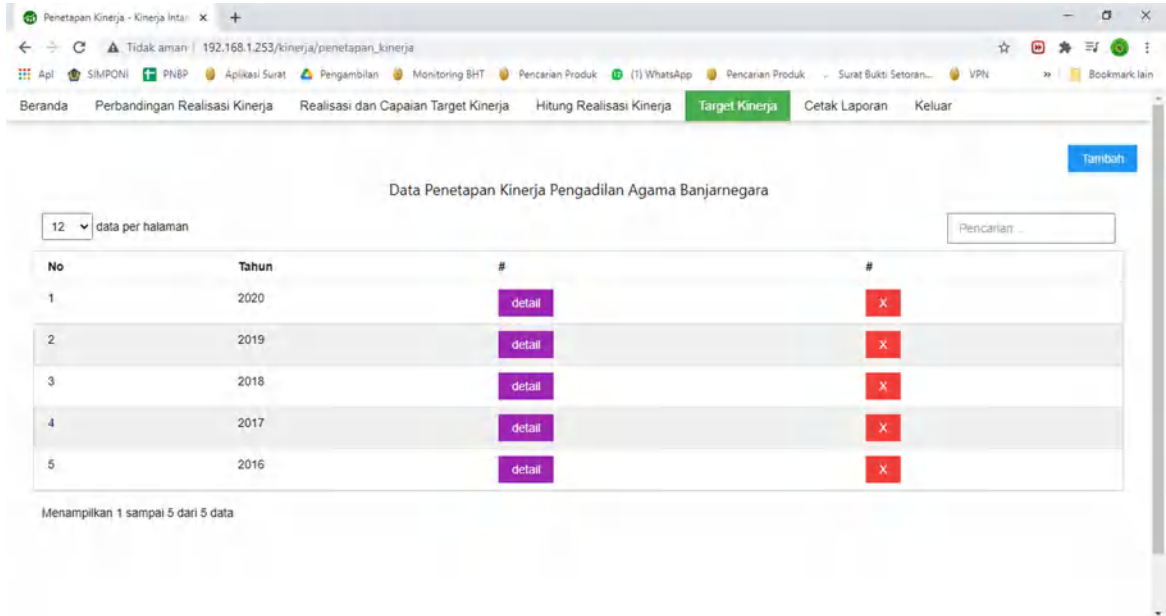 Penetapan Kinerja - Kinerja Intan
Tidak aman 192.168.1.253/kinerja/penetapan_kinerja
Apl SIMPONI PNBP Aplikasi Surat Pengambilan Monitoring BHT Pencarian Produk (1) WhatsApp Pencarian Produk Surat Bukti Setoran... VPN » Bookmark lain
Beranda Perbandingan Realisasi Kinerja Realisasi dan Capaian Target Kinerja Hitung Realisasi Kinerja Target Kinerja Cetak Laporan Keluar
Tambah
Data Penetapan Kinerja Pengadilan Agama Banjarnegara
12 data per halaman Pencarian ...
No Tahun # #
1 2020 detail X
2 2019 detail X
3 2018 detail X
4 2017 detail X
5 2016 detail X
Menampilkan 1 sampai 5 dari 5 data